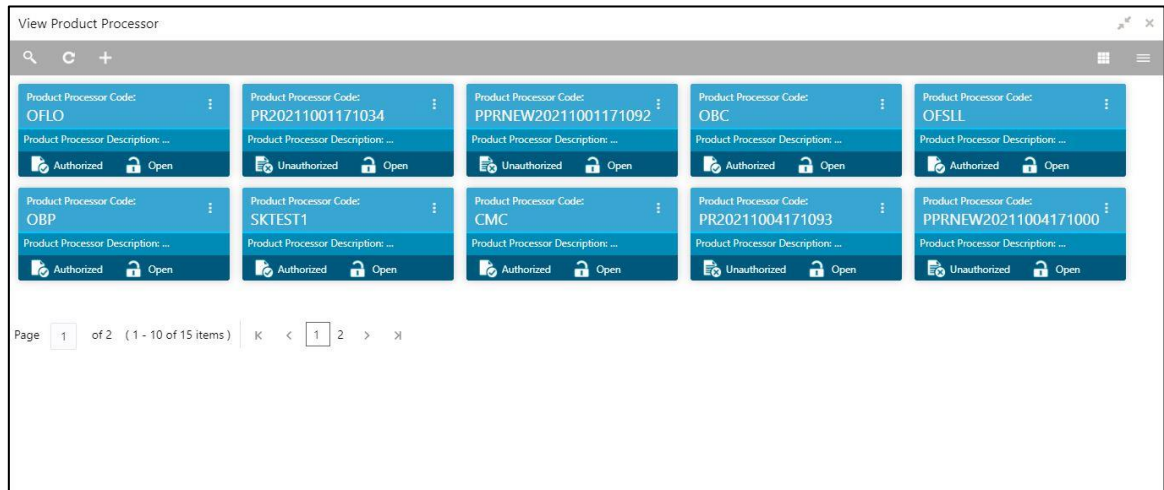 View Product Processor
Product Processor Code: Product Processor Code: Product Processor Code: Product Processor Code: Product Processor Code:
OFLO PR20211001171034 PPRNEW20211001171092 OBC OFSLL
Product Processor Description: ... Product Processor Description: ... Product Processor Description: ... Product Processor Description: ... Product Processor Description: ...
Authorized Open Unauthorized Open Unauthorized Open Authorized Open Authorized Open
Product Processor Code: Product Processor Code: Product Processor Code: Product Processor Code: Product Processor Code:
OBP SKTEST1 CMC PR20211004171093 PPRNEW20211004171000
Product Processor Description: ... Product Processor Description: ... Product Processor Description: ... Product Processor Description: ... Product Processor Description: ...
Authorized Open Authorized Open Authorized Open Unauthorized Open Unauthorized Open
Page 1 of 2 ( 1 - 10 of 15 items ) 1 2